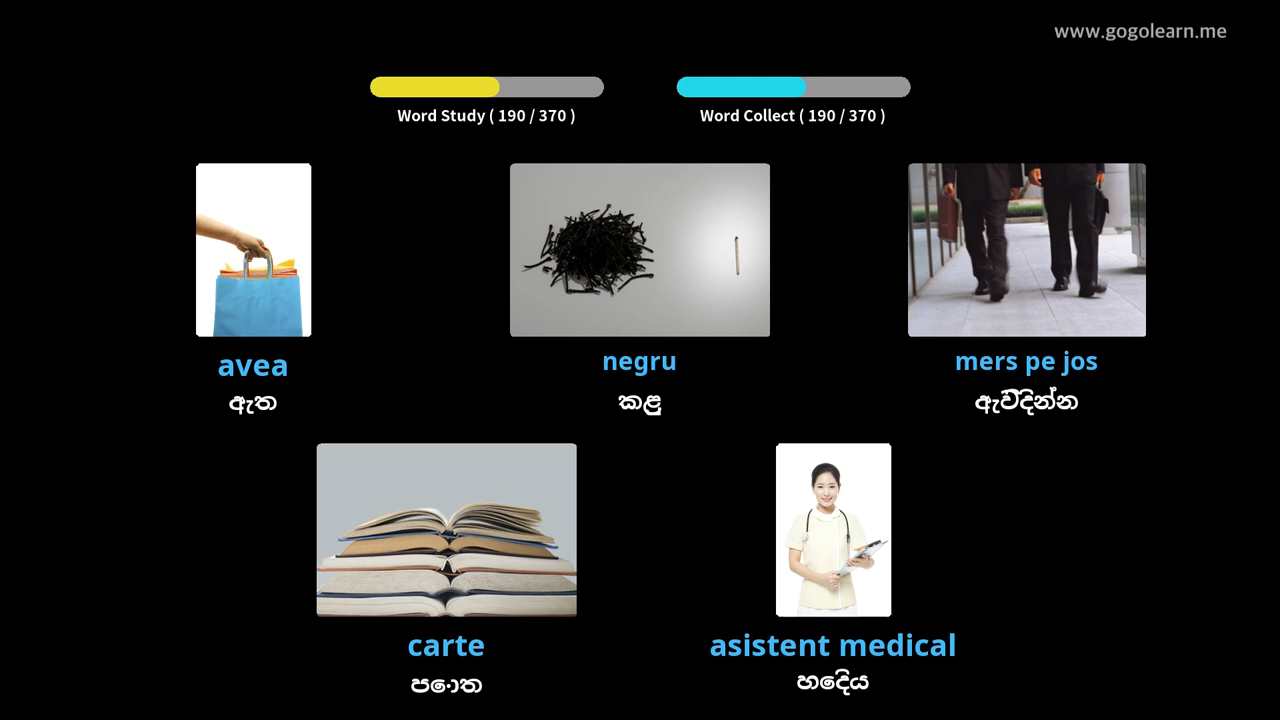 www.gogolearn.me
Word Study ( 190 / 370 )
Word Collect ( 190 / 370 )
avea
ඇත
negru
කළු
mers pe jos
ඇවිදින්න
carte
පොත
asistent medical
හෙදිය